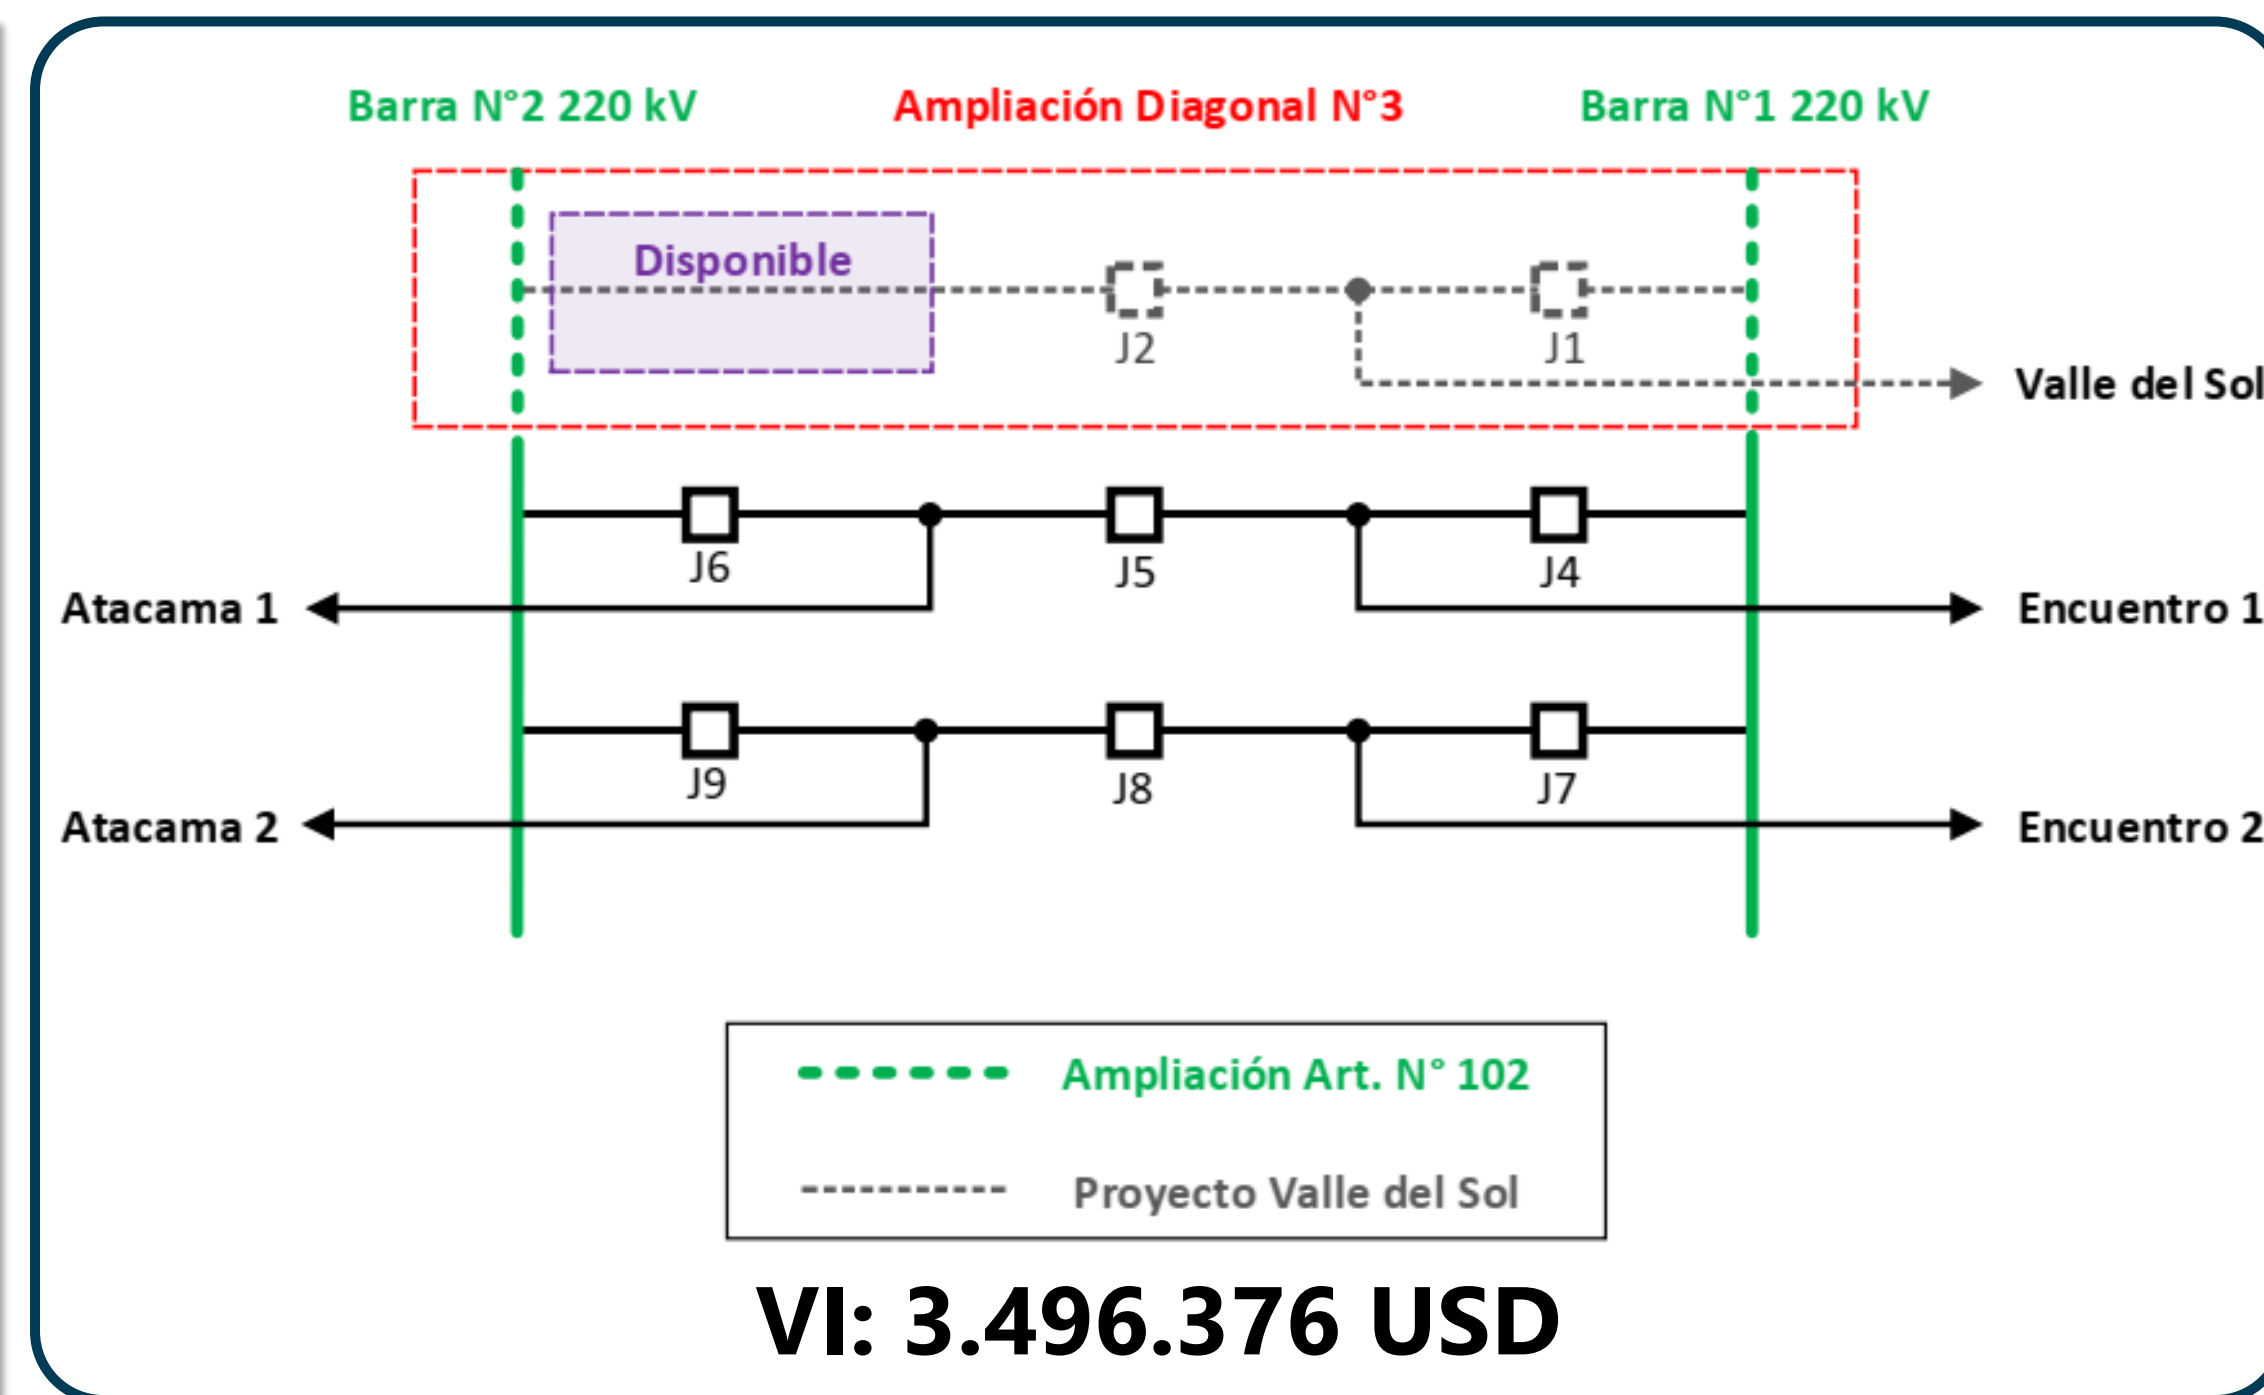 Barra N°2 220 kV
Ampliación Diagonal N°3
Barra N°1 220 kV
Disponible
J2
J1
Valle del Sol
J6
J5
J4
Atacama 1
Encuentro 1
J9
J8
J7
Atacama 2
Encuentro 2
Ampliación Art. N° 102
Proyecto Valle del Sol
VI: 3.496.376 USD